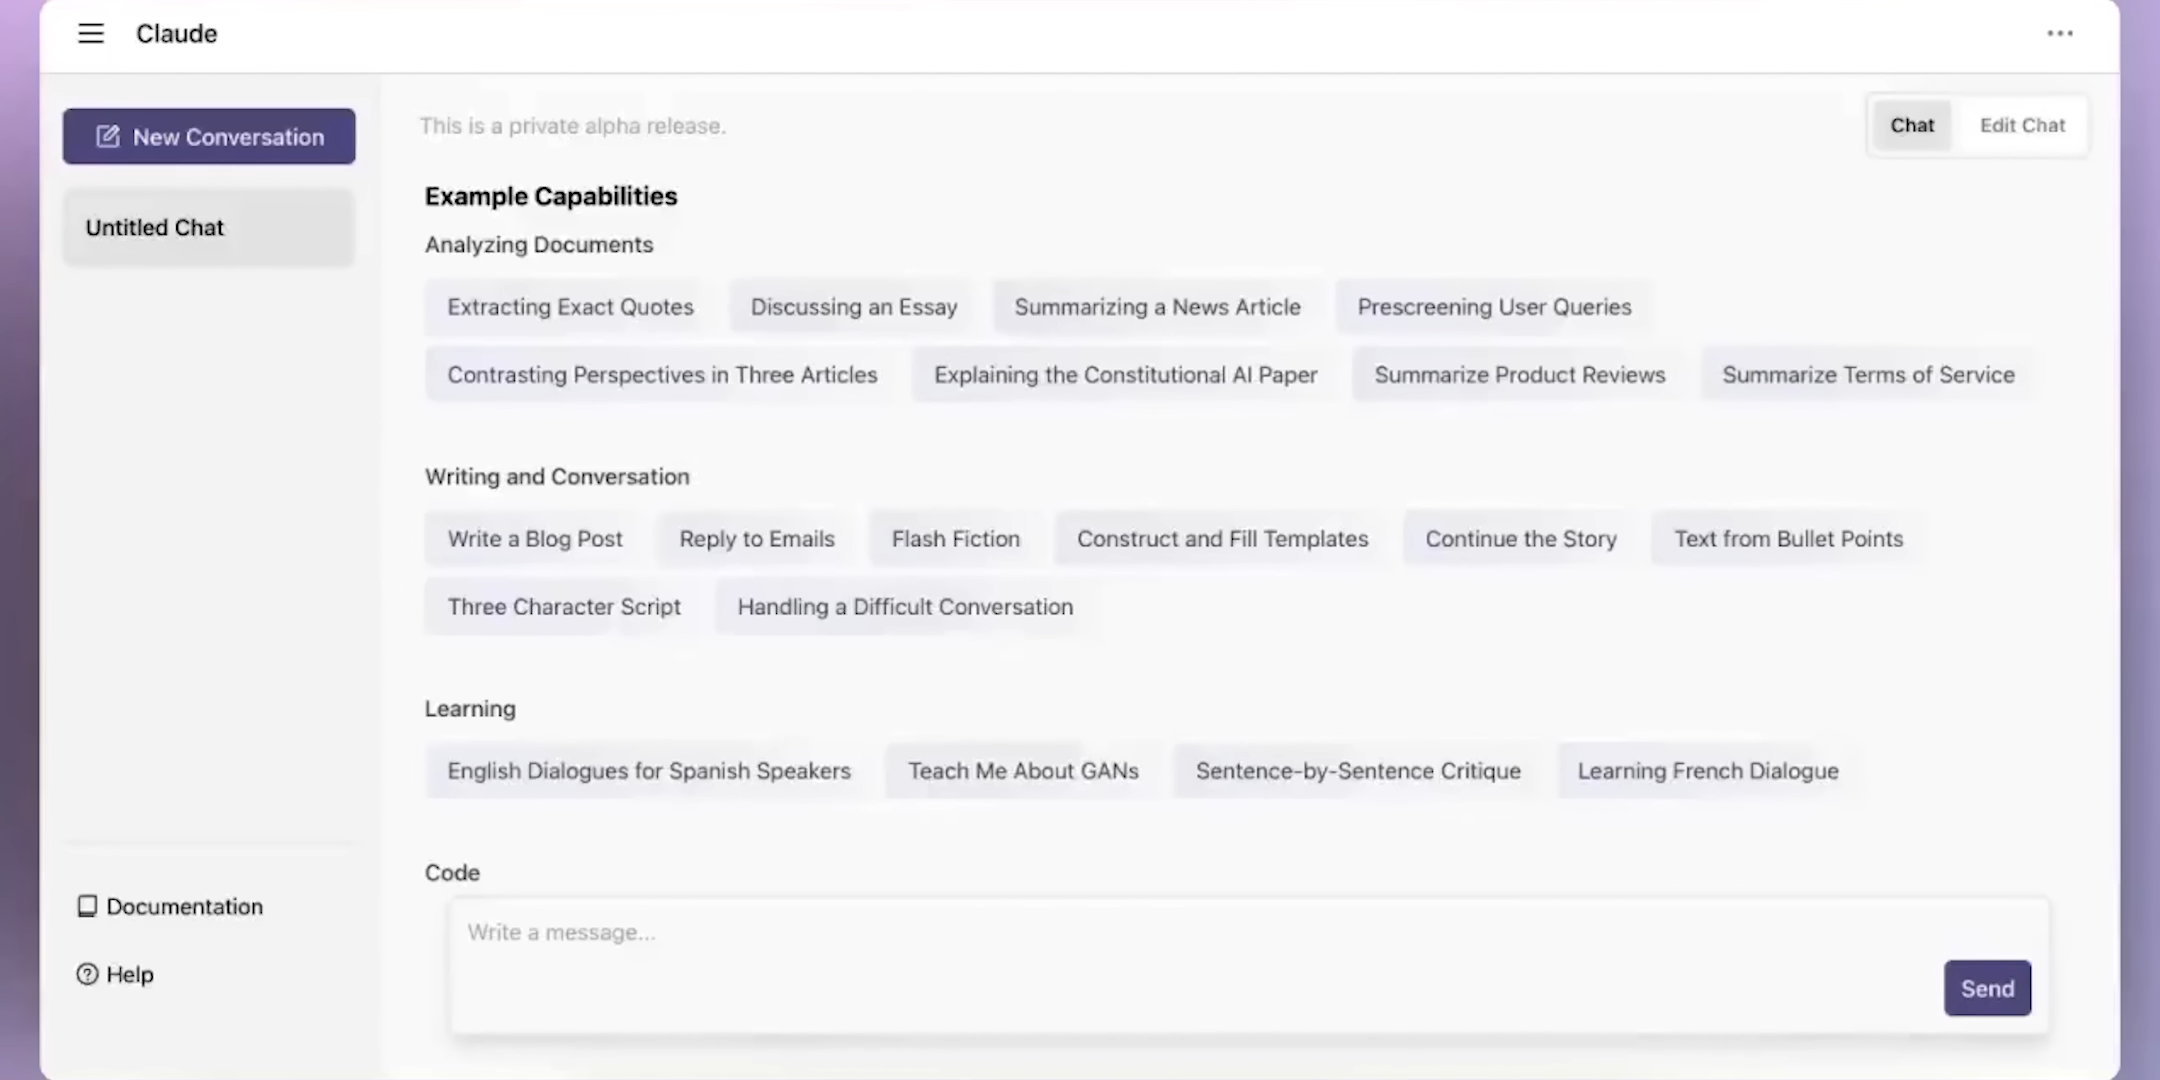 Claude
New Conversation
Untitled Chat
Documentation
Help
This is a private alpha release.
Chat Edit Chat
Example Capabilities
Analyzing Documents
Extracting Exact Quotes Discussing an Essay Summarizing a News Article Prescreening User Queries
Contrasting Perspectives in Three Articles Explaining the Constitutional AI Paper Summarize Product Reviews Summarize Terms of Service
Writing and Conversation
Write a Blog Post Reply to Emails Flash Fiction Construct and Fill Templates Continue the Story Text from Bullet Points
Three Character Script Handling a Difficult Conversation
Learning
English Dialogues for Spanish Speakers Teach Me About GANs Sentence-by-Sentence Critique Learning French Dialogue
Code
Write a message...
Send